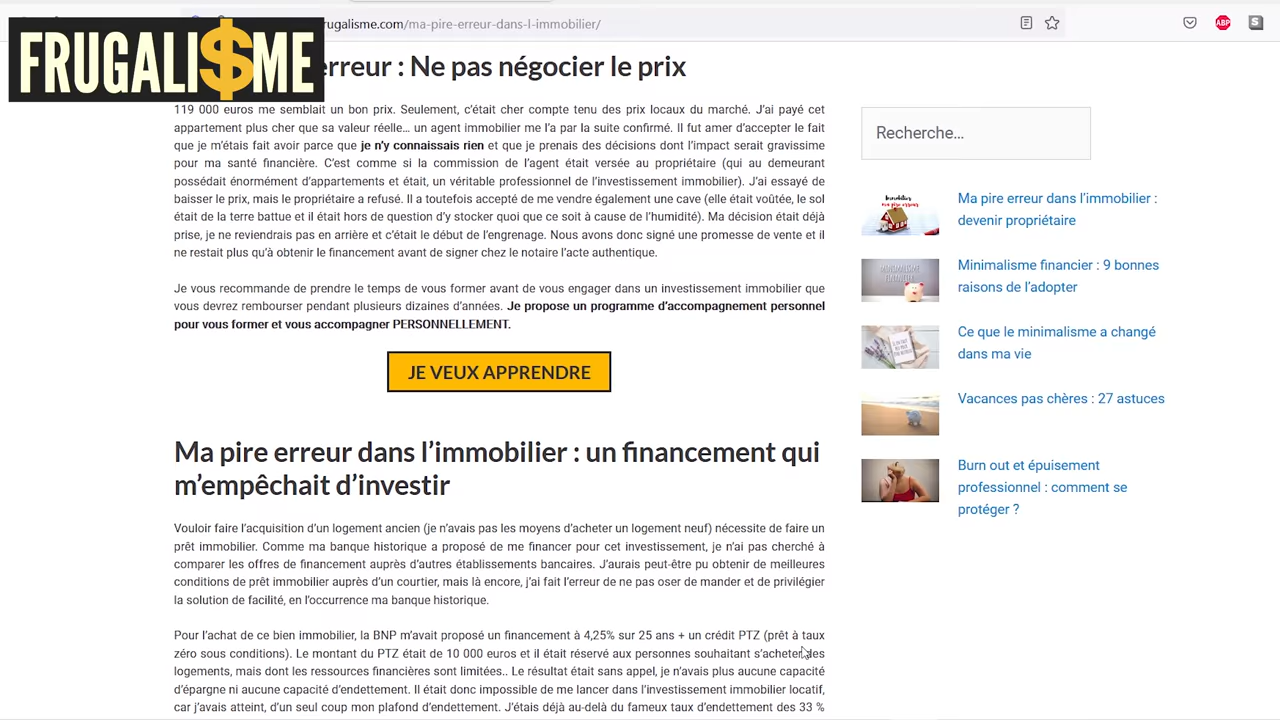 rugalisme.com/ma-pire-erreur-dans-l-immobilier/
FRUGALI$ME
erreur : Ne pas négocier le prix
119 000 euros me semblait un bon prix. Seulement, c’était cher compte tenu des prix locaux du marché. J’ai payé cet
appartement plus cher que sa valeur réelle… un agent immobilier me l’a par la suite confirmé. Il fut amer d’accepter le fait
que je m’étais fait avoir parce que je n’y connaissais rien et que je prenais des décisions dont l’impact serait gravissime
pour ma santé financière. C’est comme si la commission de l’agent était versée au propriétaire (qui au demeurant
possédait énormément d’appartements et était, un véritable professionnel de l’investissement immobilier). J’ai essayé de
baisser le prix, mais le propriétaire a refusé. Il a toutefois accepté de me vendre également une cave (elle était voûtée, le sol
était de la terre battue et il était hors de question d’y stocker quoi que ce soit à cause de l’humidité). Ma décision était déjà
prise, je ne reviendrais pas en arrière et c’était le début de l’engrenage. Nous avons donc signé une promesse de vente et il
ne restait plus qu’à obtenir le financement avant de signer chez le notaire l’acte authentique.
Je vous recommande de prendre le temps de vous former avant de vous engager dans un investissement immobilier que
vous devrez rembourser pendant plusieurs dizaines d’années. Je propose un programme d’accompagnement personnel
pour vous former et vous accompagner PERSONNELLEMENT.
JE VEUX APPRENDRE
Ma pire erreur dans l’immobilier : un financement qui
m’empêchait d’investir
Vouloir faire l’acquisition d’un logement ancien (je n’avais pas les moyens d’acheter un logement neuf) nécessite de faire un
prêt immobilier. Comme ma banque historique a proposé de me financer pour cet investissement, je n’ai pas cherché à
comparer les offres de financement auprès d’autres établissements bancaires. J’aurais peut-être pu obtenir de meilleures
conditions de prêt immobilier auprès d’un courtier, mais là encore, j’ai fait l’erreur de ne pas oser de mander et de privilégier
la solution de facilité, en l’occurrence ma banque historique.
Pour l’achat de ce bien immobilier, la BNP m’avait proposé un financement à 4,25% sur 25 ans + un crédit PTZ (prêt à taux
zéro sous conditions). Le montant du PTZ était de 10 000 euros et il était réservé aux personnes souhaitant s’acheter des
logements, mais dont les ressources financières sont limitées.. Le résultat était sans appel, je n’avais plus aucune capacité
d’épargne ni aucune capacité d’endettement. Il était donc impossible de me lancer dans l’investissement immobilier locatif,
car j’avais atteint, d’un seul coup mon plafond d’endettement. J’étais déjà au-delà du fameux taux d’endettement des 33 %
Recherche…
Ma pire erreur dans l’immobilier :
devenir propriétaire
Minimalisme financier : 9 bonnes
raisons de l’adopter
Ce que le minimalisme a changé
dans ma vie
Vacances pas chères : 27 astuces
Burn out et épuisement
professionnel : comment se
protéger ?
ABP
S